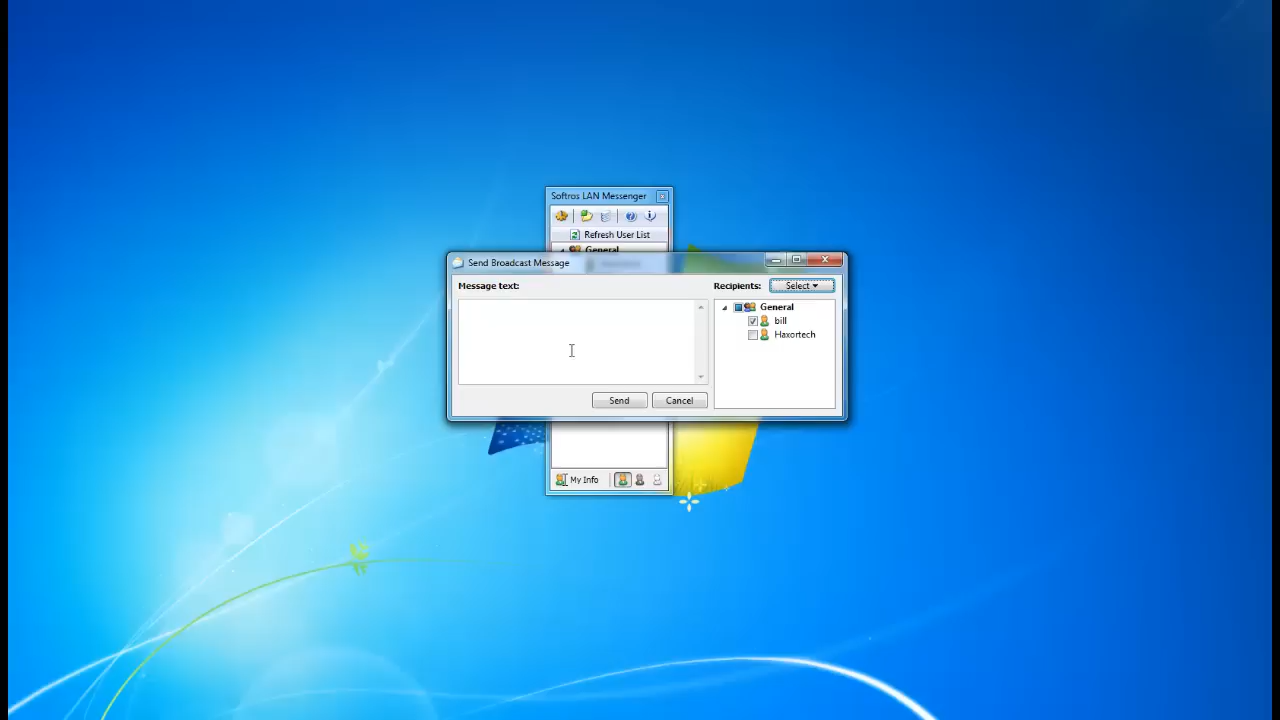 Softros LAN Messenger
Refresh User List
General
Send Broadcast Message
Message text:
Recipients:
Select
General
bill
Haxortech
Send
Cancel
My Info